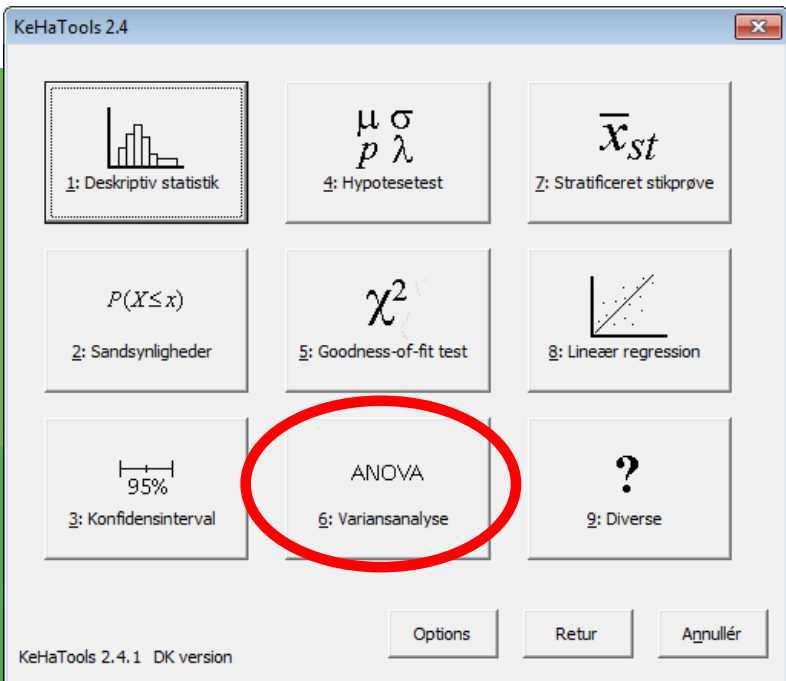 KeHaTools 2.4
1: Deskriptiv statistik
μ σ
p λ
4: Hypotesetest
x̅st
7: Stratificeret stikprøve
P(X≤x)
2: Sandsynligheder
χ²
5: Goodness-of-fit test
8: Lineær regression
95%
3: Konfidensinterval
ANOVA
6: Variansanalyse
?
9: Diverse
Options
Retur
Annullér
KeHaTools 2.4.1 DK version